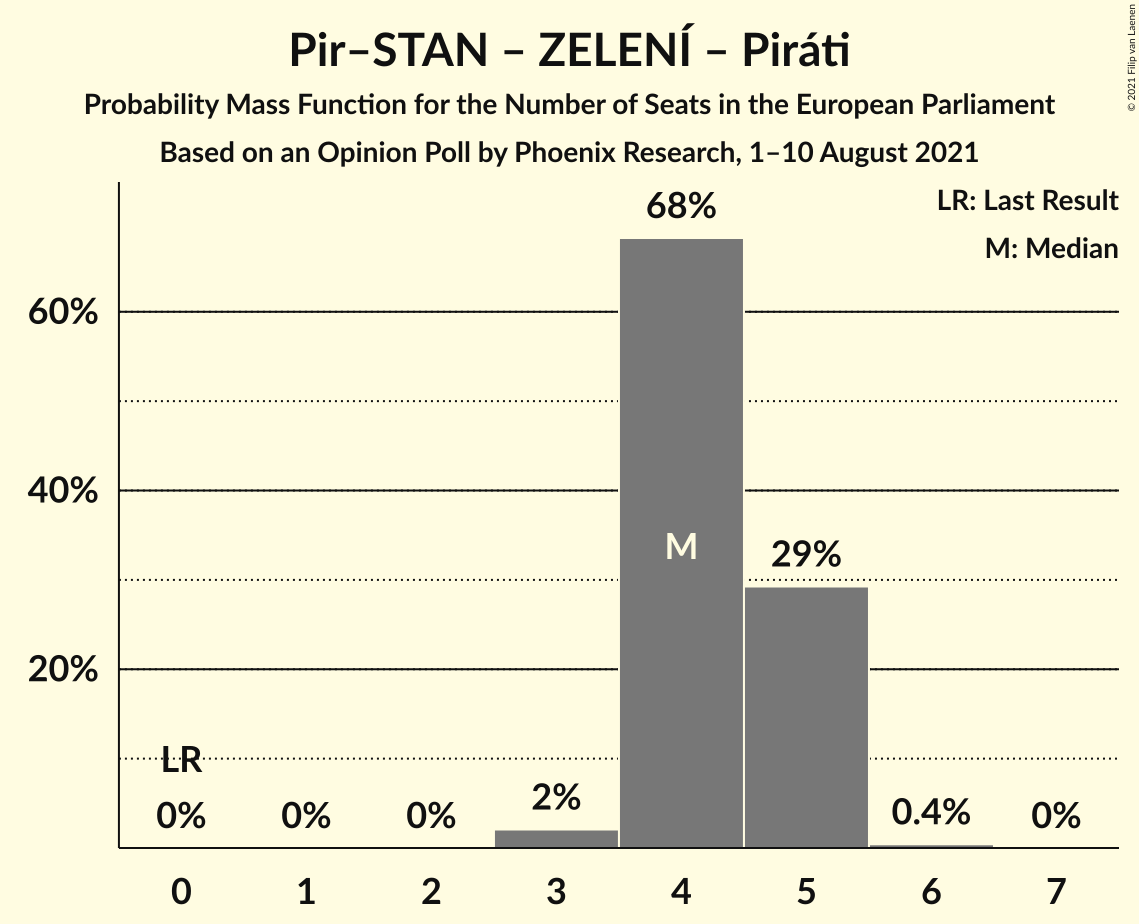 Pir–STAN – ZELENÍ – Piráti
Probability Mass Function for the Number of Seats in the European Parliament
Based on an Opinion Poll by Phoenix Research, 1–10 August 2021
© 2021 Filip van Laenen
LR: Last Result
M: Median
68%
60%
40%
M
29%
20%
LR
0%
0%
0%
2%
0.4%
0%
0 1 2 3 4 5 6 7